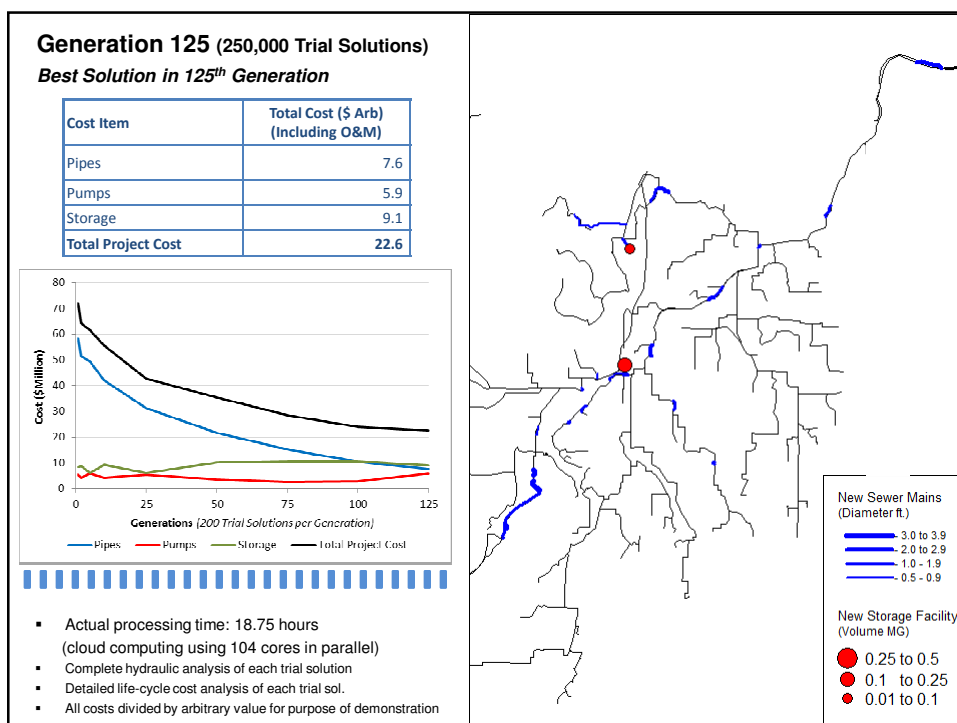 Generation 125 (250,000 Trial Solutions)
Best Solution in 125th Generation
Cost Item
Total Cost ($ Arb)
(Including O&M)
Pipes 7.6
Pumps 5.9
Storage 9.1
Total Project Cost 22.6
80
70
60
50
40
30
20
10
0
Cost ($Million)
0 25 50 75 100 125
Generations (200 Trial Solutions per Generation)
Pipes Pumps Storage Total Project Cost
▪ Actual processing time: 18.75 hours
(cloud computing using 104 cores in parallel)
▪ Complete hydraulic analysis of each trial solution
▪ Detailed life-cycle cost analysis of each trial sol.
▪ All costs divided by arbitrary value for purpose of demonstration
New Sewer Mains
(Diameter ft.)
- 3.0 to 3.9
- 2.0 to 2.9
- 1.0 - 1.9
- 0.5 - 0.9
New Storage Facility
(Volume MG)
0.25 to 0.5
0.1 to 0.25
0.01 to 0.1